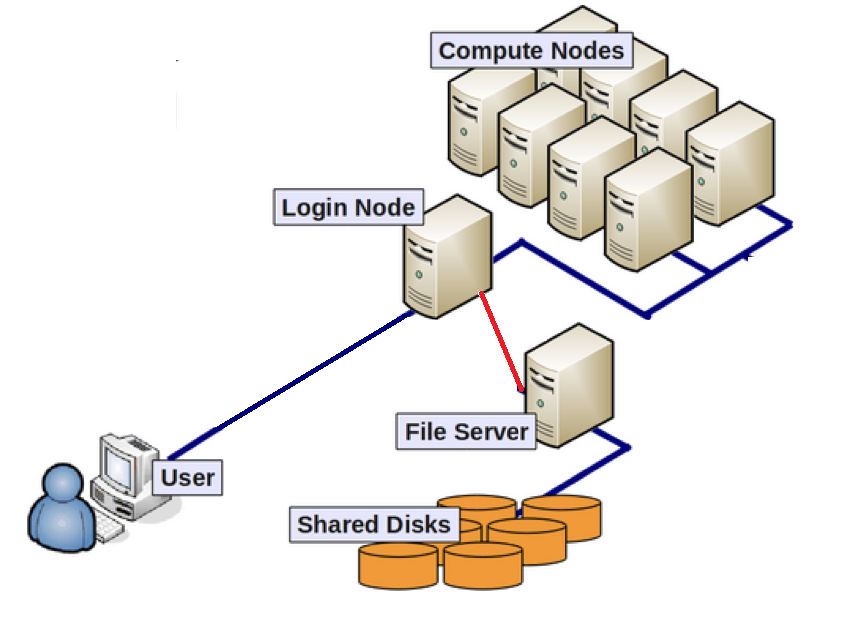 Compute Nodes
Login Node
File Server
User
Shared Disks